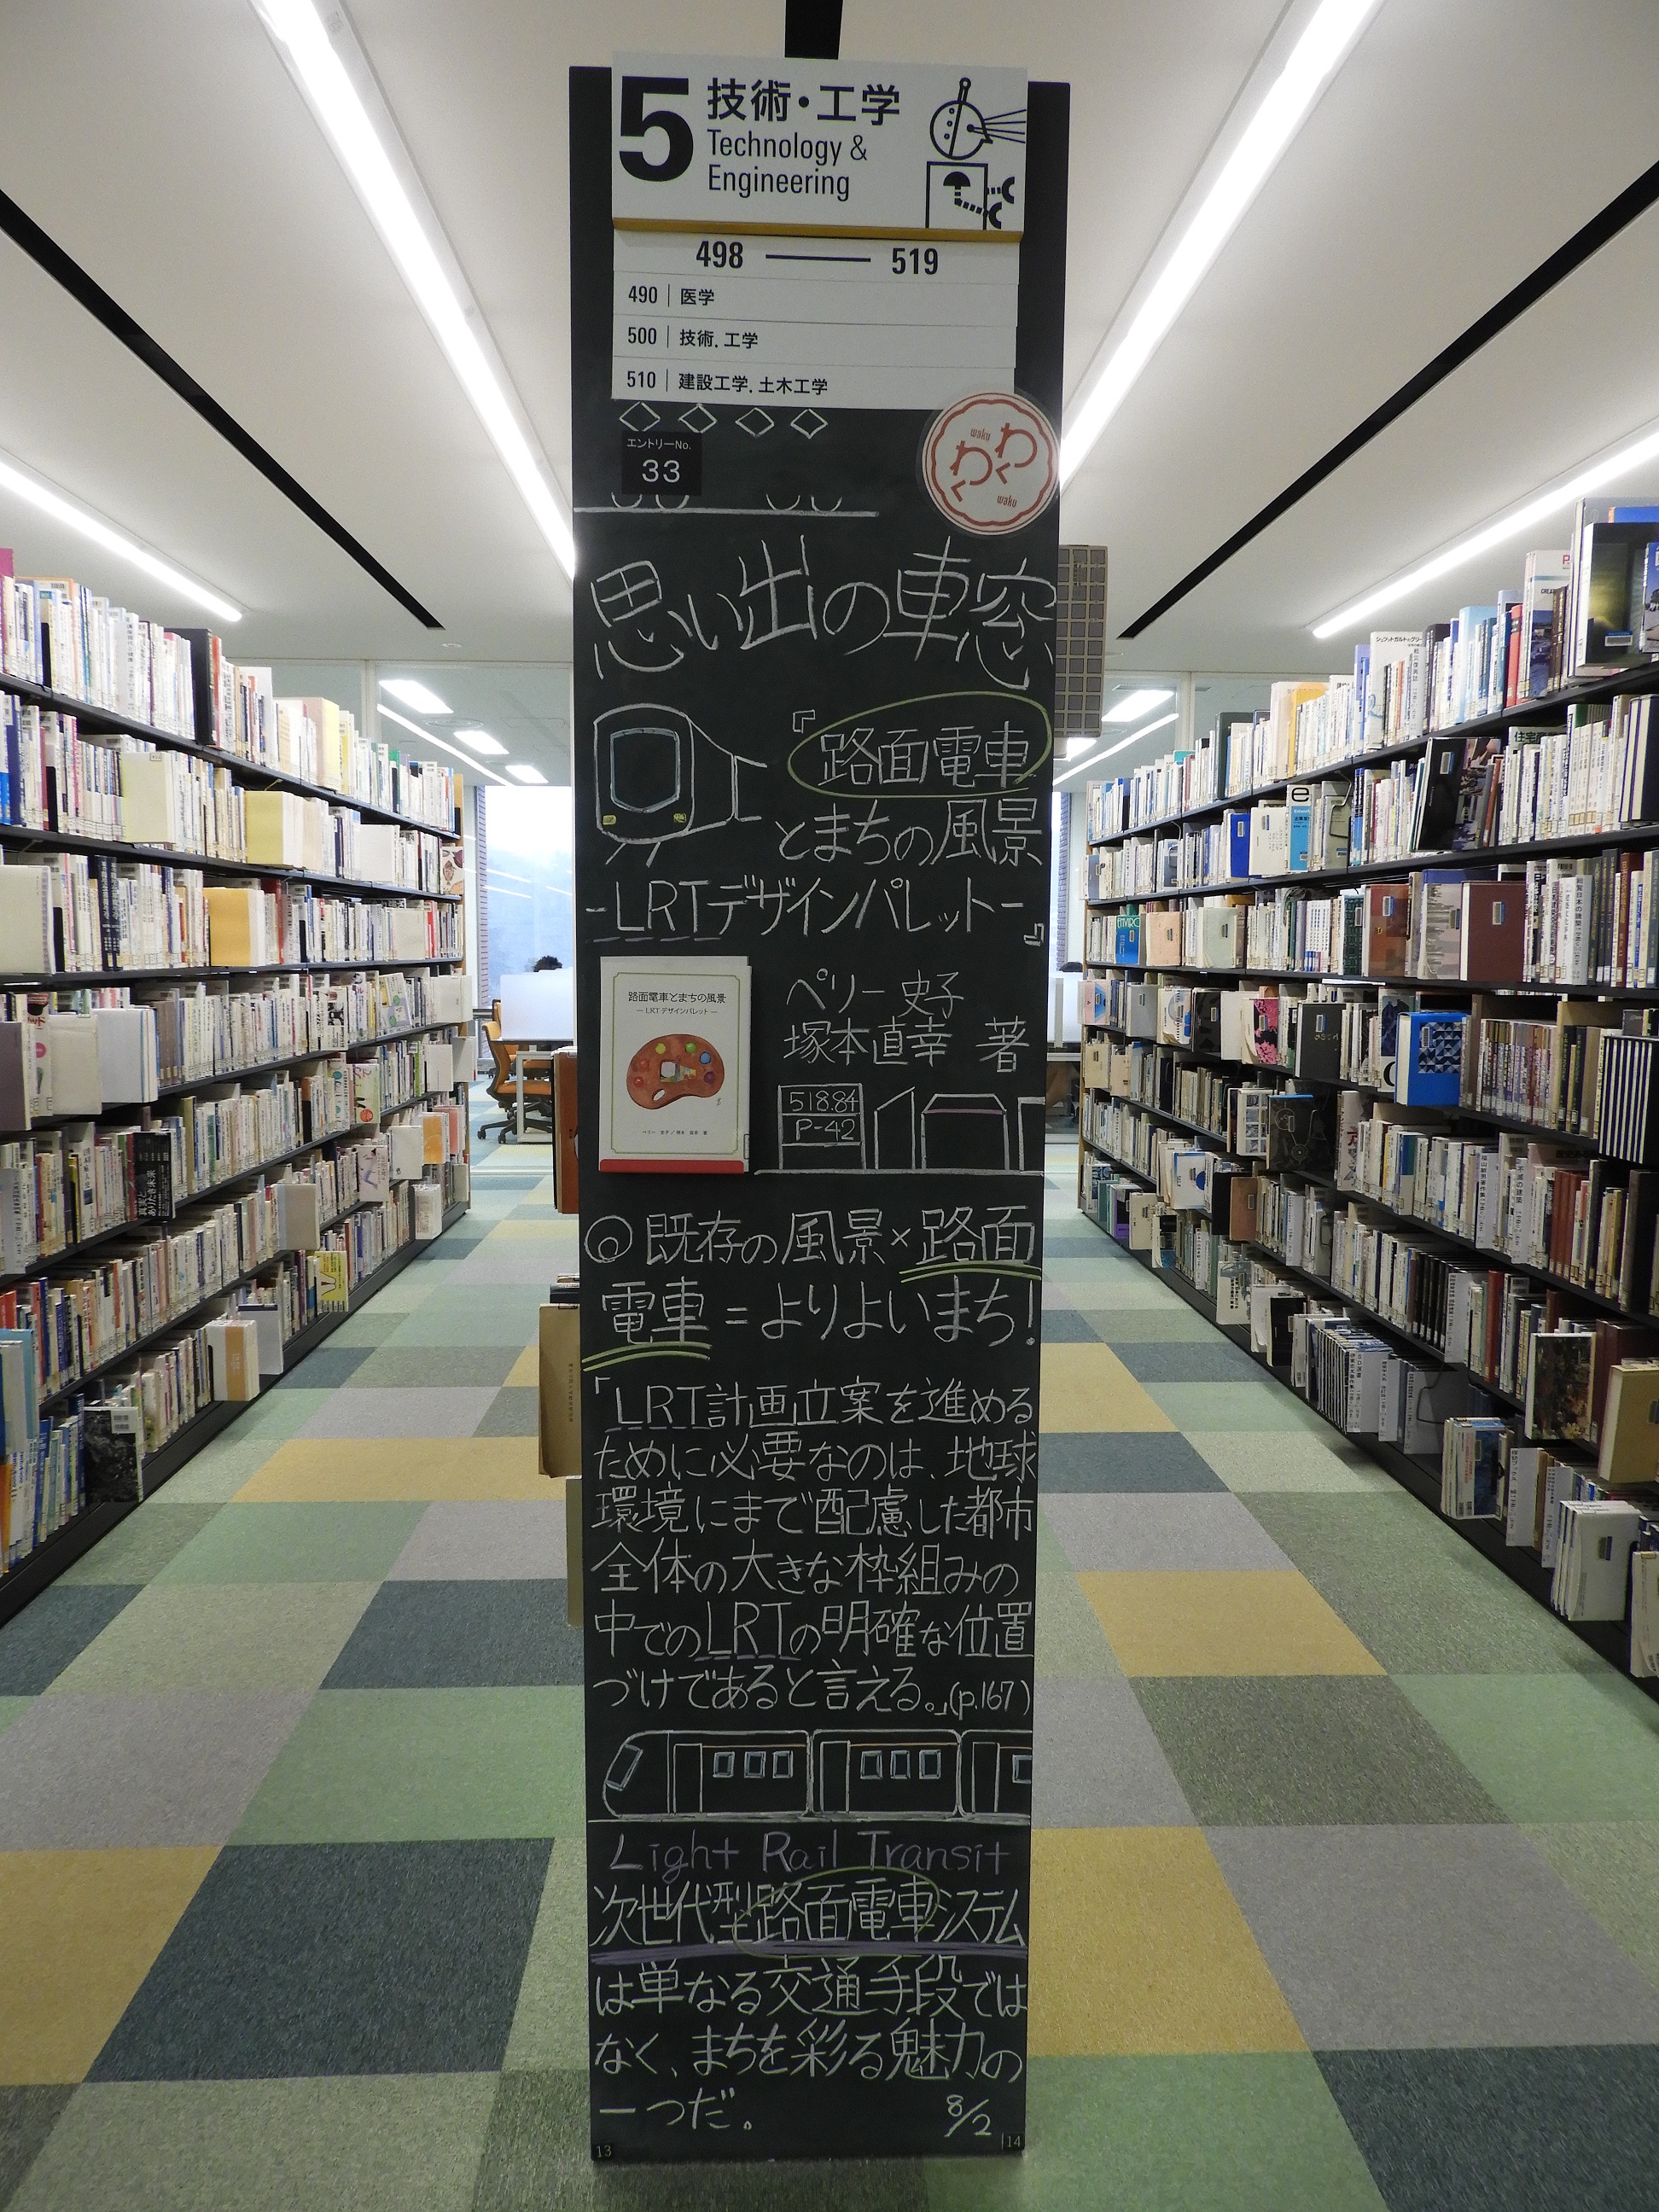 5
技術・工学
Technology &
Engineering
498 — 519
490 | 医学
500 | 技術. 工学
510 | 建設工学. 土木工学
エントリーNo.
33
waku
わく
わく
waku
思い出の車窓
『路面電車
とまちの風景
-LRTデザインパレット-』
路面電車とまちの風景
― LRTデザインパレット ―
ペリー 史子
塚本直幸 著
518.84
P-42
◎既存の風景×路面
電車=よりよいまち!
「LRT計画立案を進める
ために必要なのは、地球
環境にまで配慮した都市
全体の大きな枠組みの
中でのLRTの明確な位置
づけであると言える。」(p.167)
Light Rail Transit
次世代型路面電車システム
は単なる交通手段では
なく、まちを彩る魅力の
一つだ。
8/2
13
14